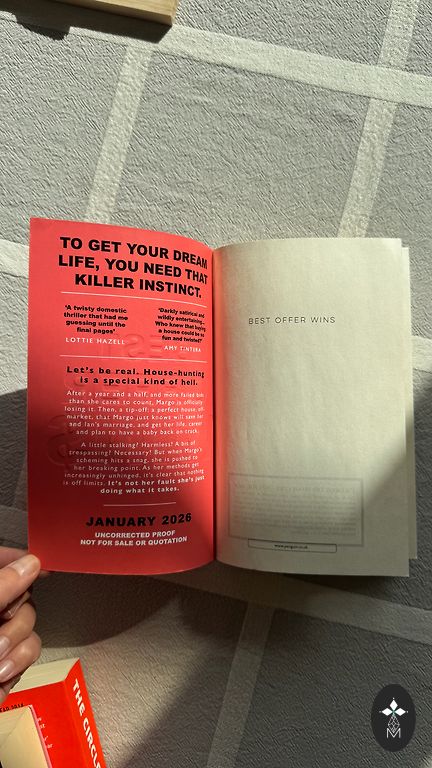 TO GET YOUR DREAM
LIFE, YOU NEED THAT
KILLER INSTINCT.
'A twisty domestic
thriller that had me
guessing until the
final pages'
LOTTIE HAZELL
'Darkly satirical and
wildly entertaining...
Who knew that buying
a house could be so
fun and twisted?'
AMY TINTERA
Let's be real. House-hunting
is a special kind of hell.
After a year and a half, and more failed bids
than she cares to count, Margo is officially
losing it. Then, a tip-off: a perfect house, off-
market, that Margo just knows will save her
and Ian's marriage, and get her life, career
and plan to have a baby back on track.
A little stalking? Harmless! A bit of
trespassing? Necessary! But when Margo's
scheming hits a snag, she is pushed to
her breaking point. As her methods get
increasingly unhinged, it's clear that nothing
is off limits. It's not her fault she's just
doing what it takes.
JANUARY 2026
UNCORRECTED PROOF
NOT FOR SALE OR QUOTATION
BEST OFFER WINS
www.penguin.co.uk
THE CIRCLE
M